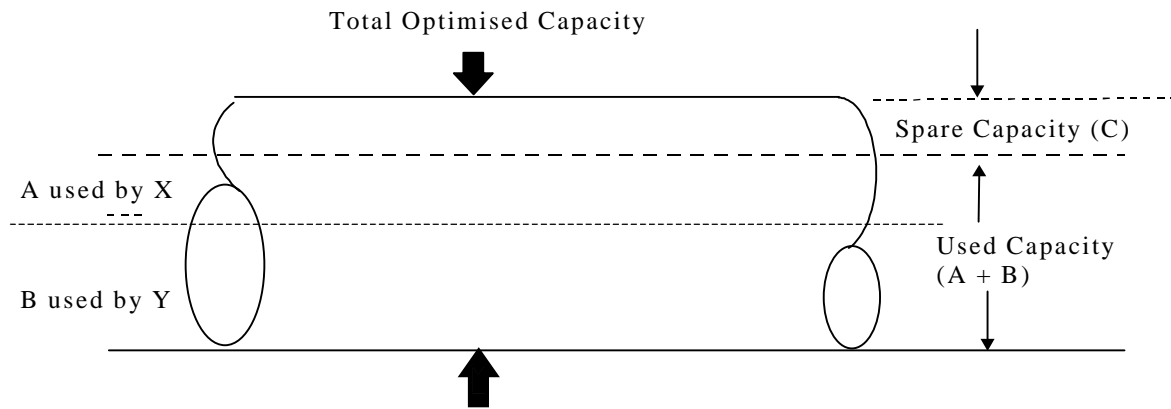 Total Optimised Capacity
Spare Capacity (C)
A used by X
Used Capacity
(A + B)
B used by Y